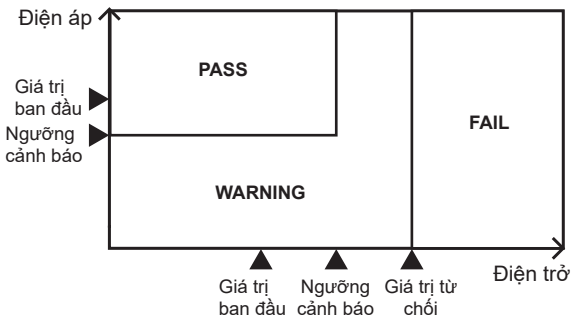 Điện áp
PASS
Giá trị
ban đầu
Ngưỡng
cảnh báo
FAIL
WARNING
Điện trở
Giá trị
ban đầu
Ngưỡng
cảnh báo
Giá trị từ
chối